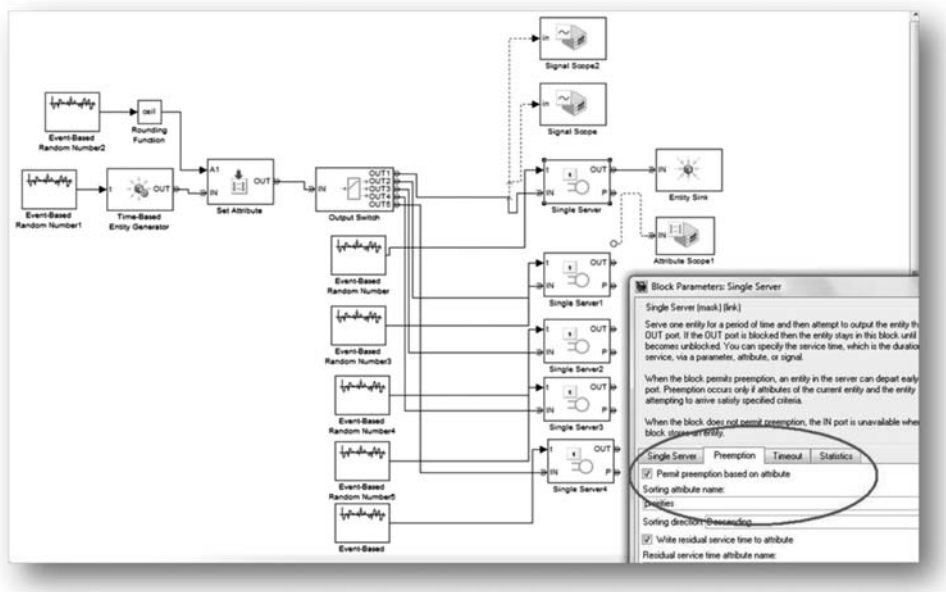 in
Signal Scope2
in
Signal Scope
Event-Based
Random Number2
ceil
Rounding
Function
Event-Based
Random Number1
t
OUT
Time-Based
Entity Generator
A1
IN
OUT
Set Attribute
IN
OUT1
OUT2
OUT3
OUT4
OUT5
Output Switch
t
IN
OUT
P
Single Server
IN
Entity Sink
IN
Attribute Scope1
Event-Based
Random Number
t
IN
OUT
P
Single Server1
Event-Based
Random Number3
t
IN
OUT
P
Single Server2
Event-Based
Random Number4
t
IN
OUT
P
Single Server3
Event-Based
Random Number5
t
IN
OUT
P
Single Server4
Event-Based
Block Parameters: Single Server
Single Server (mask) (link)
Serve one entity for a period of time and then attempt to output the entity th
OUT port. If the OUT port is blocked then the entity stays in this block until
becomes unblocked. You can specify the service time, which is the duration
service, via a parameter, attribute, or signal.
When the block permits preemption, an entity in the server can depart early
port. Preemption occurs only if attributes of the current entity and the entity
attempting to arrive satisfy specified criteria.
When the block does not permit preemption, the IN port is unavailable when
block stores an entity.
Single Server Preemption Timeout Statistics
Permit preemption based on attribute
Sorting attribute name:
Sorting direction: Descending
Write residual service time to attribute
Residual service time attribute name: